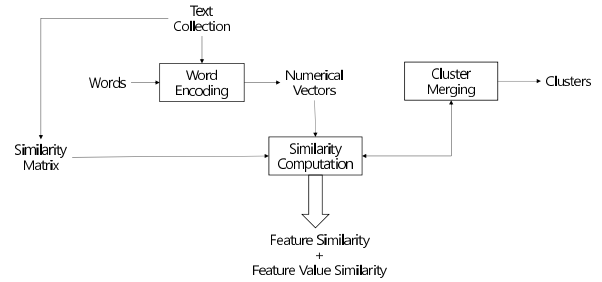 Text
Collection
Words
Word
Encoding
Numerical
Vectors
Cluster
Merging
Clusters
Similarity
Matrix
Similarity
Computation
Feature Similarity
+
Feature Value Similarity